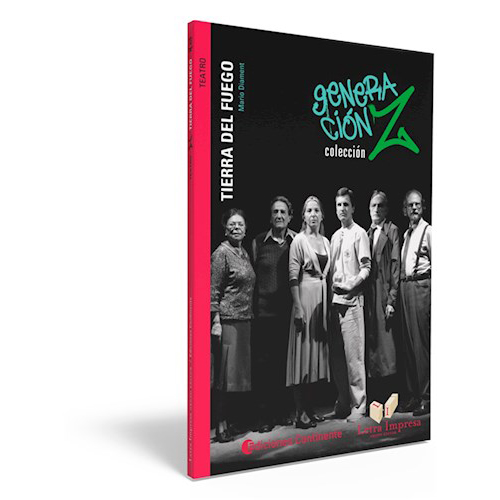 TEATRO
TIERRA DEL FUEGO
TIERRA DEL FUEGO
Mario Diament
genera
ción Z
colección
Ediciones Continente
Letra Impresa